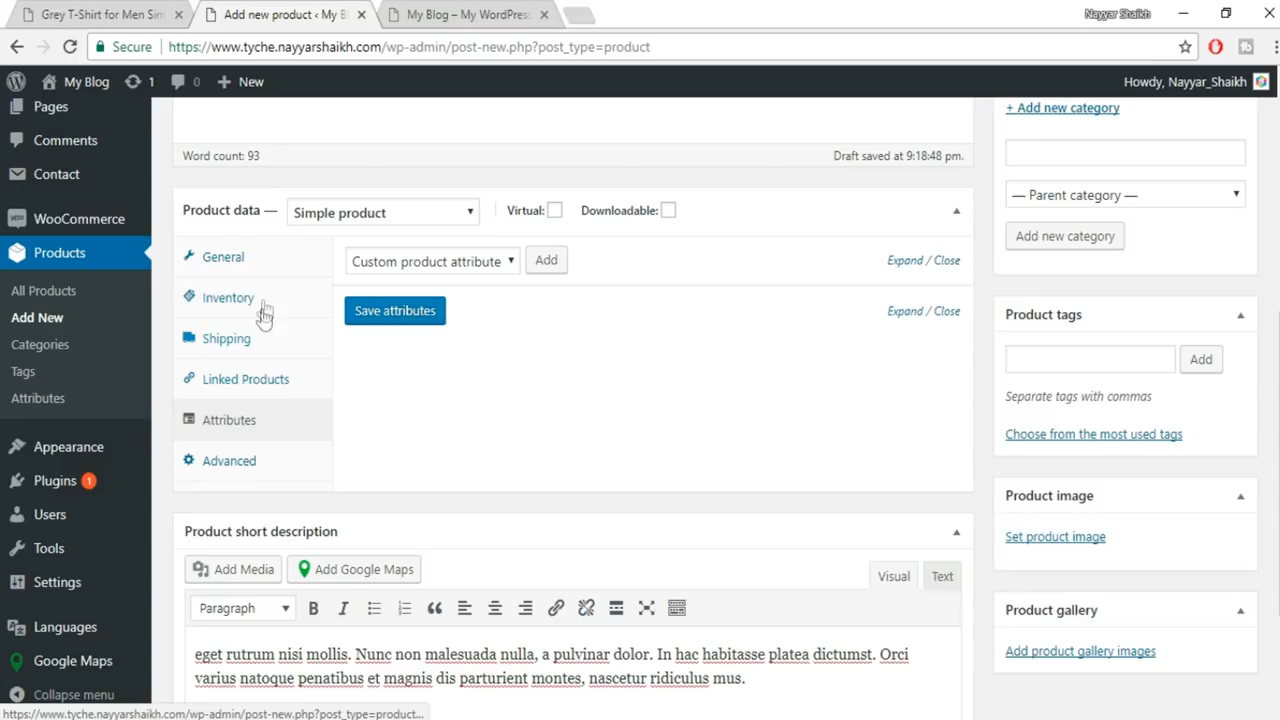 Grey T-Shirt for Men Sim
Add new product ‹ My B
My Blog – My WordPress
Nayyar Shaikh
Secure
https://www.tyche.nayyarshaikh.com/wp-admin/post-new.php?post_type=product
My Blog
1
0
New
Howdy, Nayyar_Shaikh
Pages
Comments
Contact
WooCommerce
Products
All Products
Add New
Categories
Tags
Attributes
Appearance
Plugins 1
Users
Tools
Settings
Languages
Google Maps
Collapse menu
Word count: 93
Draft saved at 9:18:48 pm.
Product data —
Simple product
Virtual:
Downloadable:
General
Inventory
Shipping
Linked Products
Attributes
Advanced
Custom product attribute
Add
Expand / Close
Save attributes
Expand / Close
Product short description
Add Media
Add Google Maps
Visual
Text
Paragraph
B
I
eget rutrum nisi mollis. Nunc non malesuada nulla, a pulvinar dolor. In hac habitasse platea dictumst. Orci
varius natoque penatibus et magnis dis parturient montes, nascetur ridiculus mus.
+ Add new category
— Parent category —
Add new category
Product tags
Add
Separate tags with commas
Choose from the most used tags
Product image
Set product image
Product gallery
Add product gallery images
https://www.tyche.nayyarshaikh.com/wp-admin/post-new.php?post_type=product...